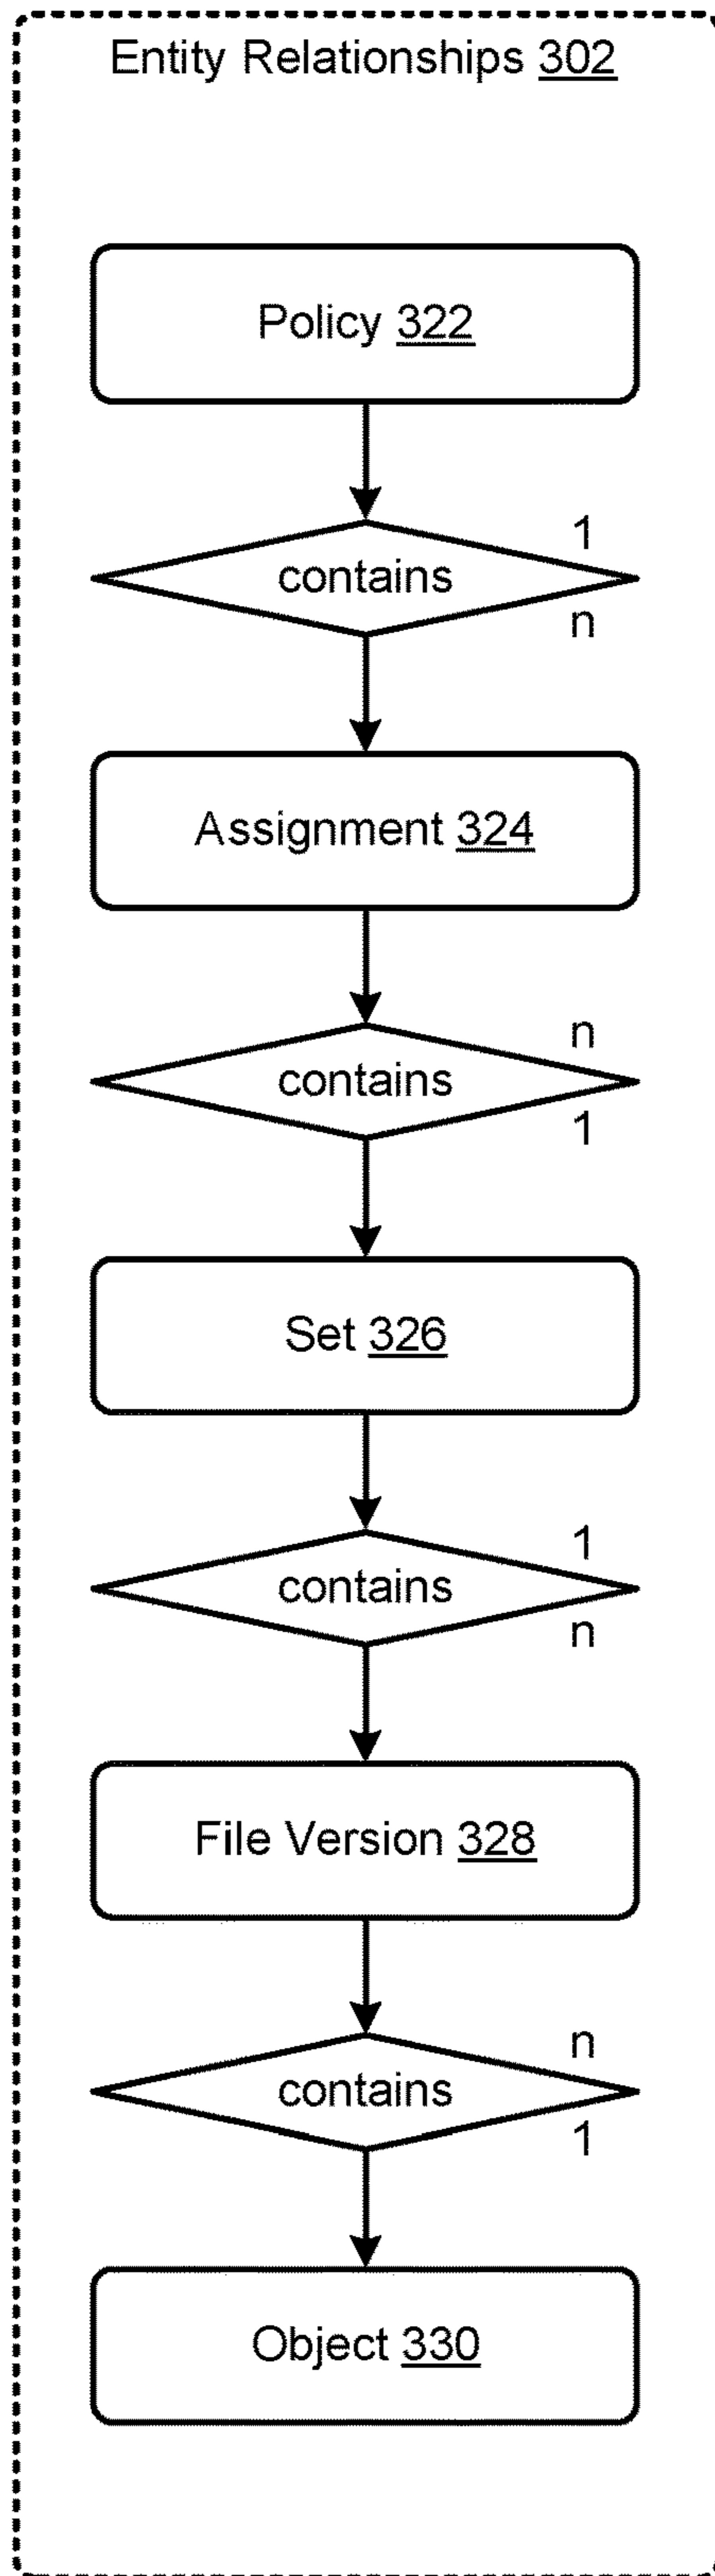 Entity Relationships 302
Policy 322
1
contains
n
Assignment 324
n
contains
1
Set 326
1
contains
n
File Version 328
n
contains
1
Object 330